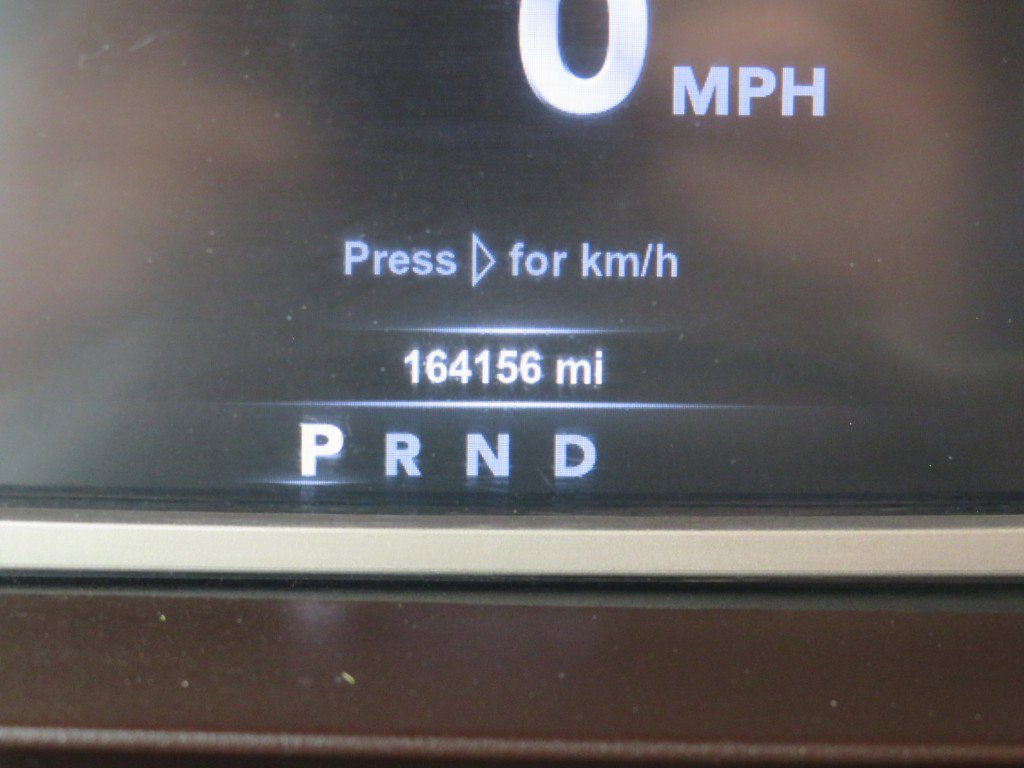 0 MPH
Press ▷ for km/h
164156 mi
P R N D